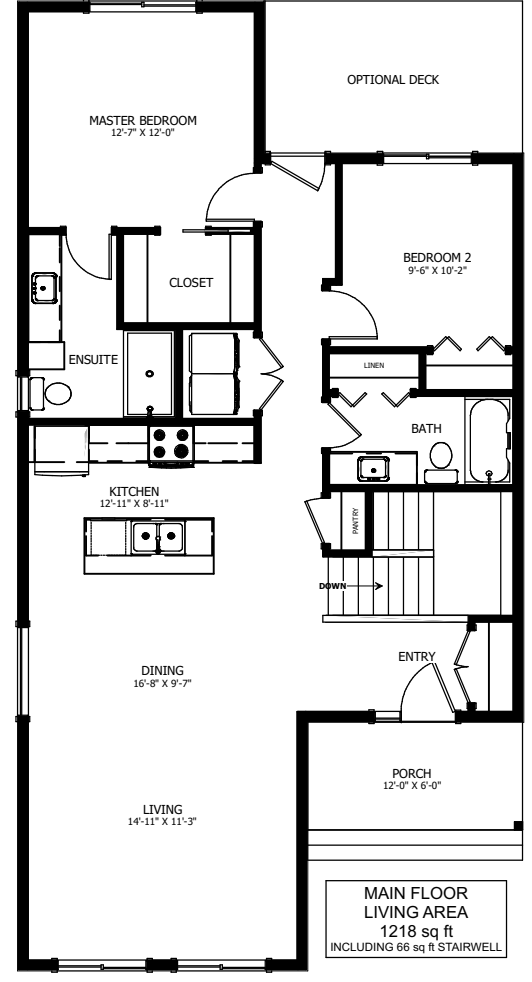 OPTIONAL DECK
MASTER BEDROOM
12'-7" X 12'-0"
BEDROOM 2
9'-6" X 10'-2"
CLOSET
ENSUITE
LINEN
BATH
KITCHEN
12'-11" X 8'-11"
PANTRY
DOWN
ENTRY
DINING
16'-8" X 9'-7"
PORCH
12'-0" X 6'-0"
LIVING
14'-11" X 11'-3"
MAIN FLOOR
LIVING AREA
1218 sq ft
INCLUDING 66 sq ft STAIRWELL